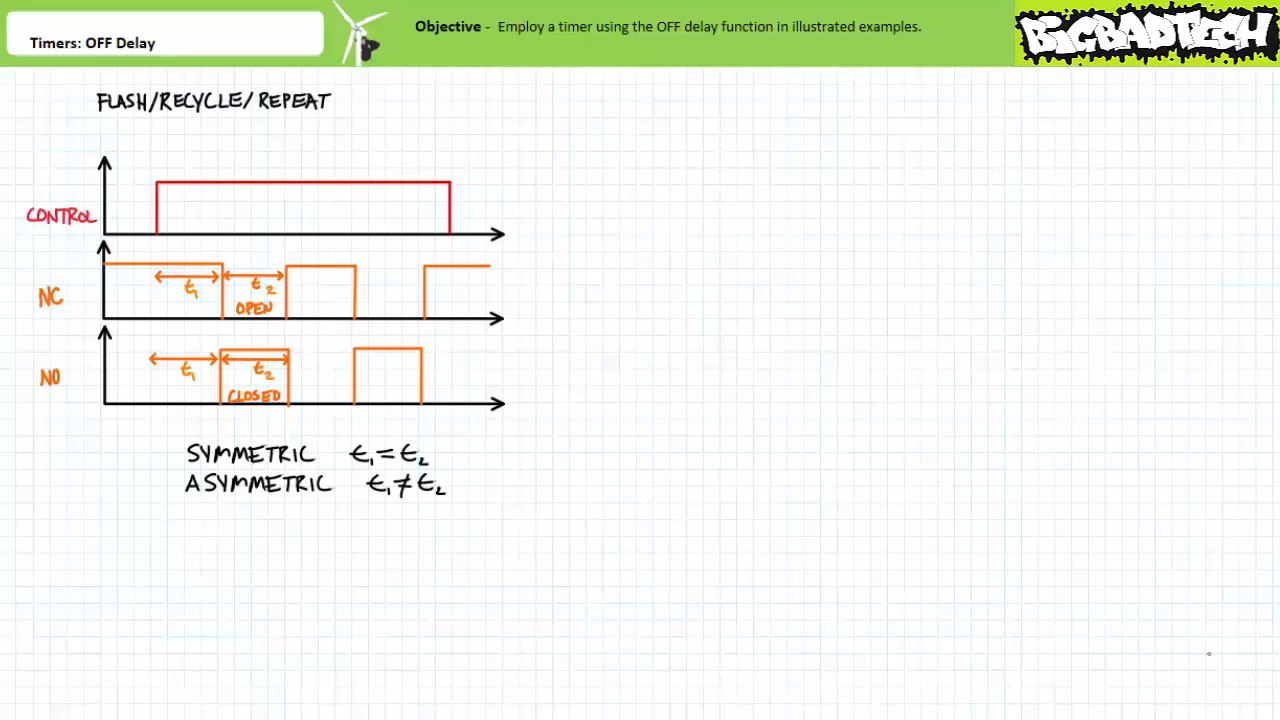 Timers: OFF Delay
Objective - Employ a timer using the OFF delay function in illustrated examples.
BIGBADTECH
FLASH/RECYCLE/REPEAT
CONTROL
NC
t₁
t₂
OPEN
NO
t₁
t₂
CLOSED
SYMMETRIC t₁=t₂
ASYMMETRIC t₁≠t₂